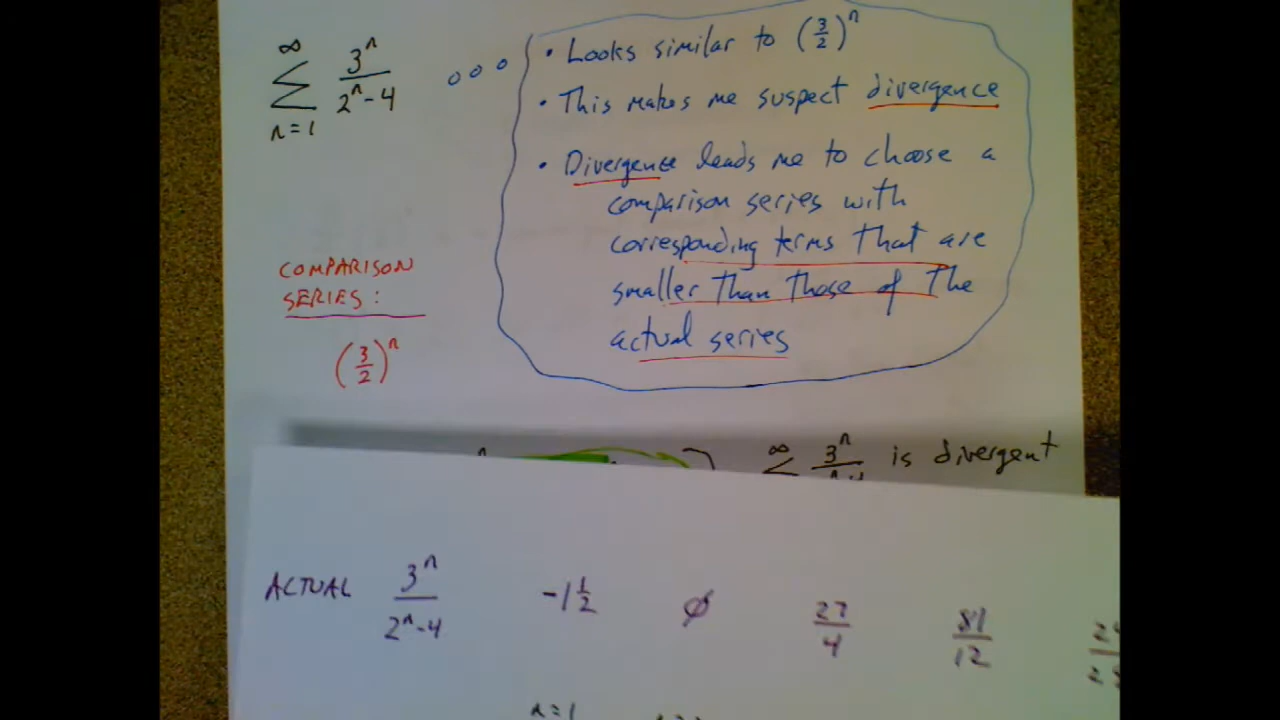 ∞
∑ 3^n / (2^n - 4)
n=1
• Looks similar to (3/2)^n
• This makes me suspect divergence
• Divergence leads me to choose a
comparison series with
corresponding terms that are
smaller than those of the
actual series
COMPARISON
SERIES:
(3/2)^n
∞
∑ 3^n is divergent
ACTUAL 3^n / (2^n - 4) -1 1/2 ∅ 27/4 81/12
n=1